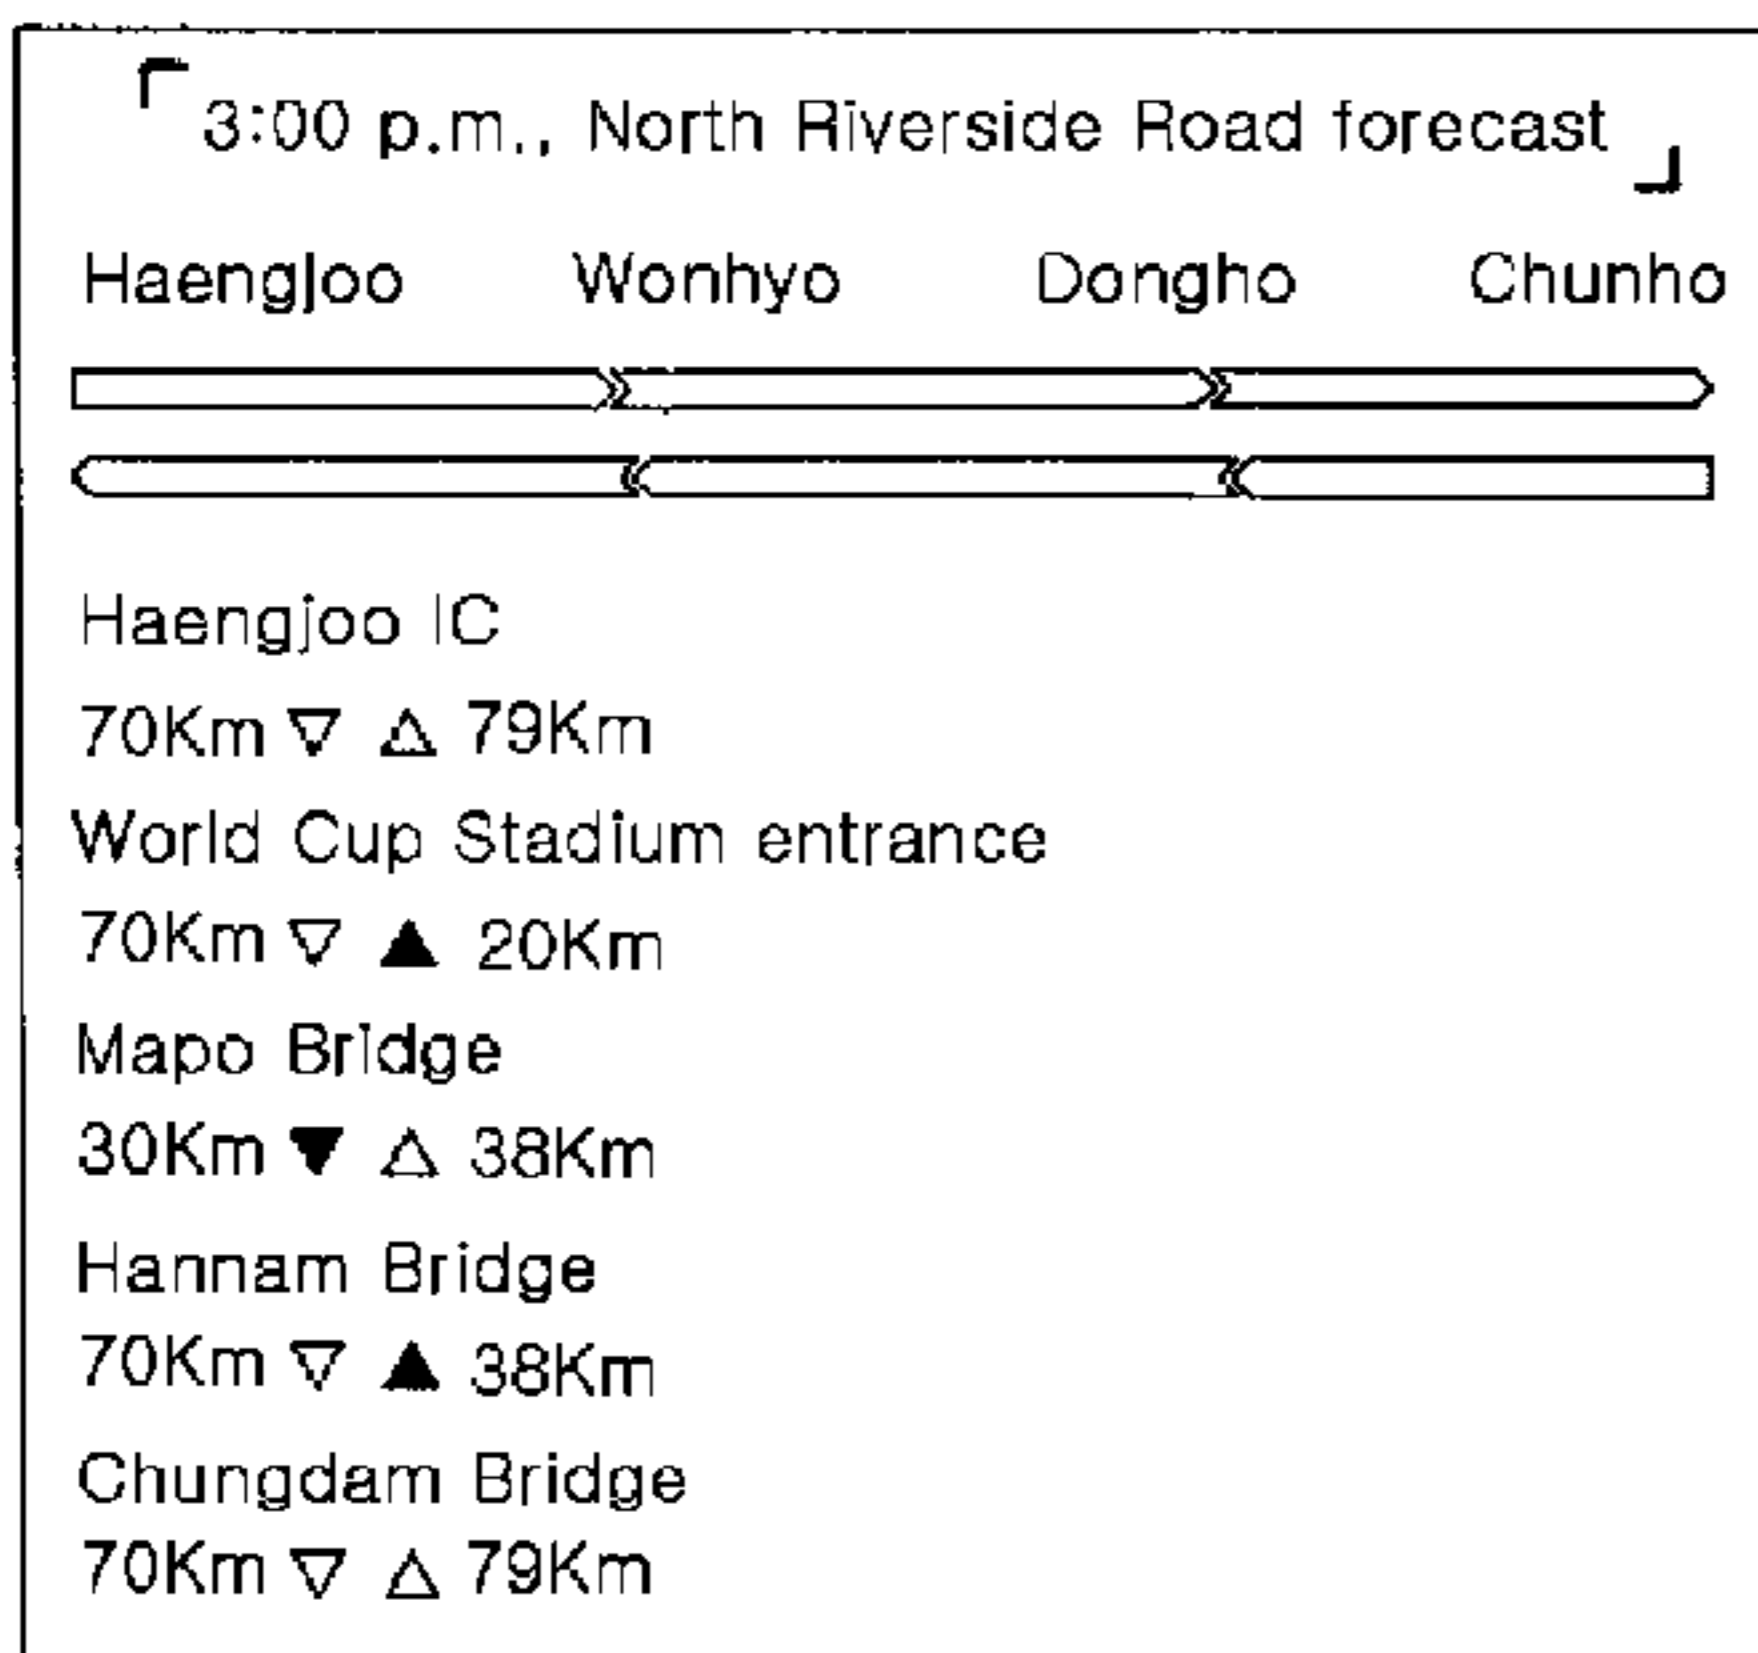 「3:00 p.m., North Riverside Road forecast」
Haengjoo Wonhyo Dongho Chunho
Haengjoo IC
70Km ▽ △ 79Km
World Cup Stadium entrance
70Km ▽ ▲ 20Km
Mapo Bridge
30Km ▼ △ 38Km
Hannam Bridge
70Km ▽ ▲ 38Km
Chungdam Bridge
70Km ▽ △ 79Km